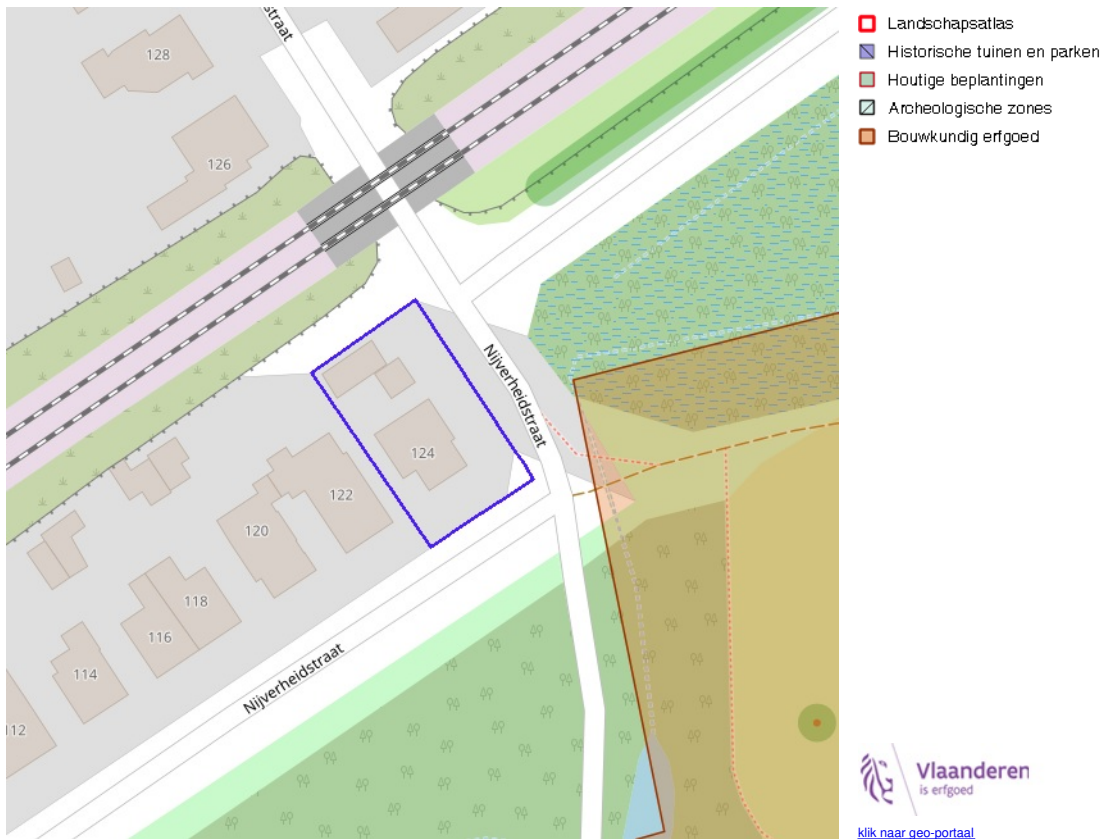 straat
128
126
Nijverheidstraat
124
122
120
118
116
114
112
Nijverheidstraat
Landschapsatlas
Historische tuinen en parken
Houtige beplantingen
Archeologische zones
Bouwkundig erfgoed
Vlaanderen
is erfgoed
klik naar geo-portaal